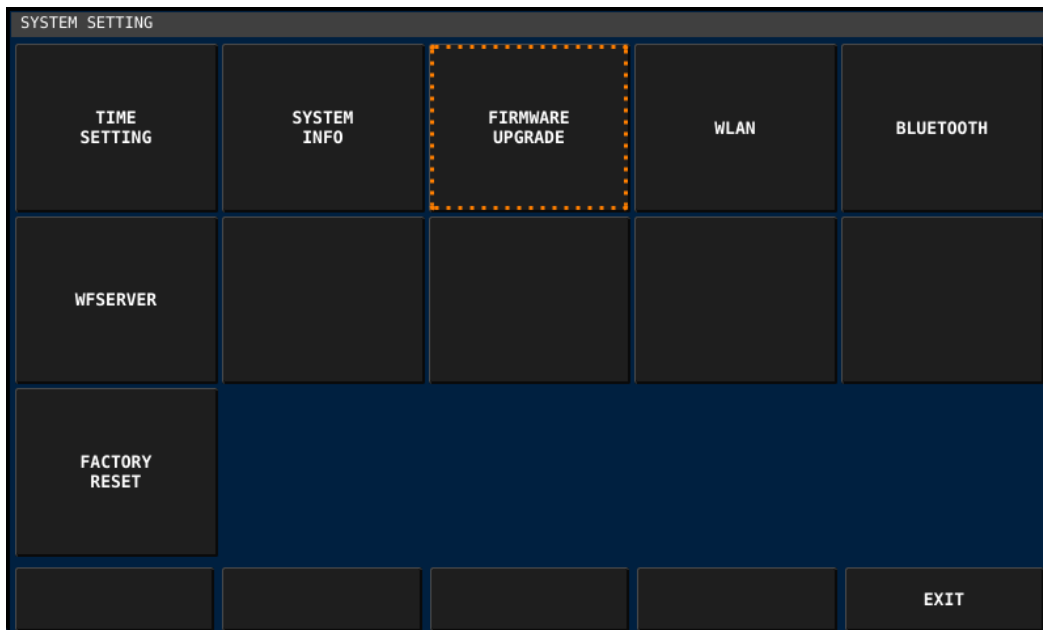 SYSTEM SETTING
TIME
SETTING
SYSTEM
INFO
FIRMWARE
UPGRADE
WLAN
BLUETOOTH
WFSERVER
FACTORY
RESET
EXIT